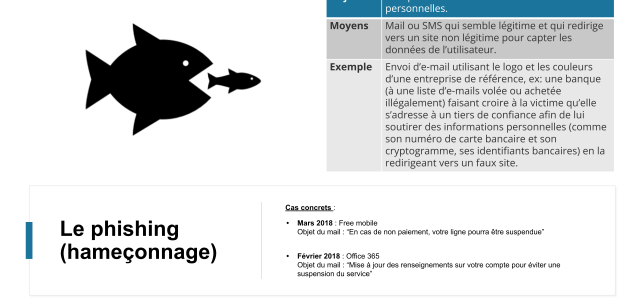 personnelles.
Moyens
Mail ou SMS qui semble légitime et qui redirige
vers un site non légitime pour capter les
données de l'utilisateur.
Exemple
Envoi d'e-mail utilisant le logo et les couleurs
d'une entreprise de référence, ex: une banque
(à une liste d'e-mails volée ou achetée
illégalement) faisant croire à la victime qu'elle
s'adresse à un tiers de confiance afin de lui
soutirer des informations personnelles (comme
son numéro de carte bancaire et son
cryptogramme, ses identifiants bancaires) en la
redirigeant vers un faux site.
Le phishing
(hameçonnage)
Cas concrets :
• Mars 2018 : Free mobile
Objet du mail : "En cas de non paiement, votre ligne pourra être suspendue"
• Février 2018 : Office 365
Objet du mail : "Mise à jour des renseignements sur votre compte pour éviter une
suspension du service"